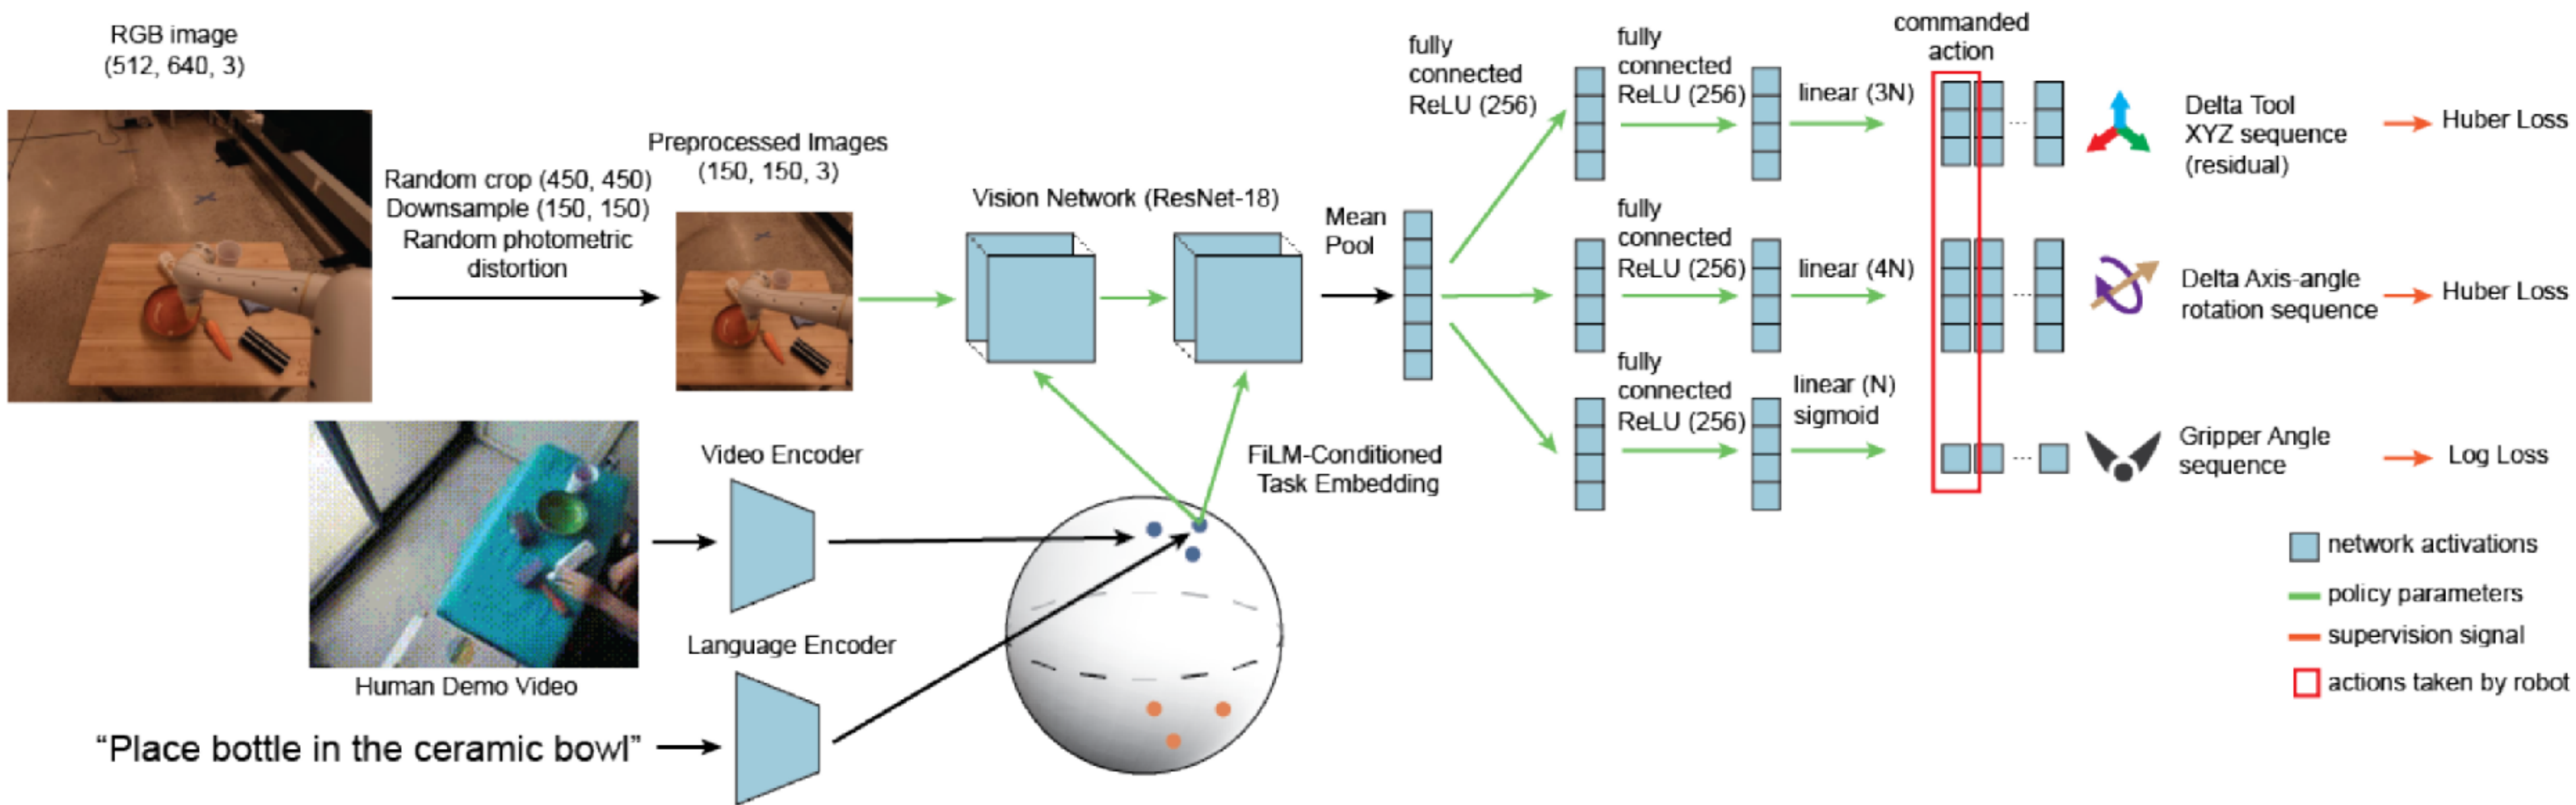 RGB image
(512, 640, 3)
Random crop (450, 450)
Downsample (150, 150)
Random photometric
distortion
Preprocessed Images
(150, 150, 3)
Vision Network (ResNet-18)
Mean
Pool
fully
connected
ReLU (256)
fully
connected
ReLU (256)
linear (3N)
commanded
action
Delta Tool
XYZ sequence
(residual)
Huber Loss
fully
connected
ReLU (256)
linear (4N)
Delta Axis-angle
rotation sequence
Huber Loss
fully
connected
ReLU (256)
linear (N)
sigmoid
Gripper Angle
sequence
Log Loss
Human Demo Video
Video Encoder
FiLM-Conditioned
Task Embedding
Language Encoder
“Place bottle in the ceramic bowl”
network activations
policy parameters
supervision signal
actions taken by robot